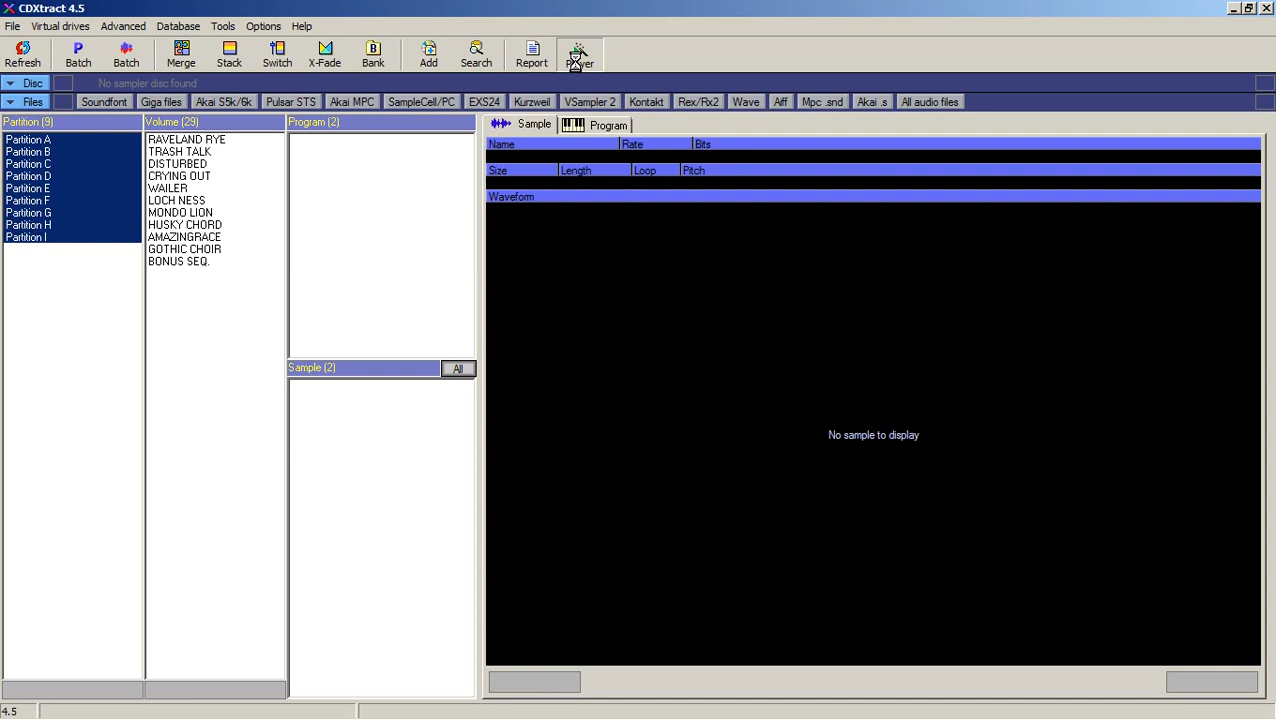 CDXtract 4.5
File Virtual drives Advanced Database Tools Options Help
Refresh Batch Batch Merge Stack Switch X-Fade Bank Add Search Report Player
Disc No sampler disc found
Files Soundfont Giga files Akai S5k/6k Pulsar STS Akai MPC SampleCell/PC EXS24 Kurzweil VSampler 2 Kontakt Rex/Rx2 Wave Aiff Mpc .snd Akai .s All audio files
Partition (9)
Partition A
Partition B
Partition C
Partition D
Partition E
Partition F
Partition G
Partition H
Partition I
Volume (29)
RAVELAND RYE
TRASH TALK
DISTURBED
CRYING OUT
WAILER
LOCH NESS
MONDO LION
HUSKY CHORD
AMAZINGRACE
GOTHIC CHOIR
BONUS SEQ.
Program (2)
Sample (2) All
Sample Program
Name Rate Bits
Size Length Loop Pitch
Waveform
No sample to display
4.5